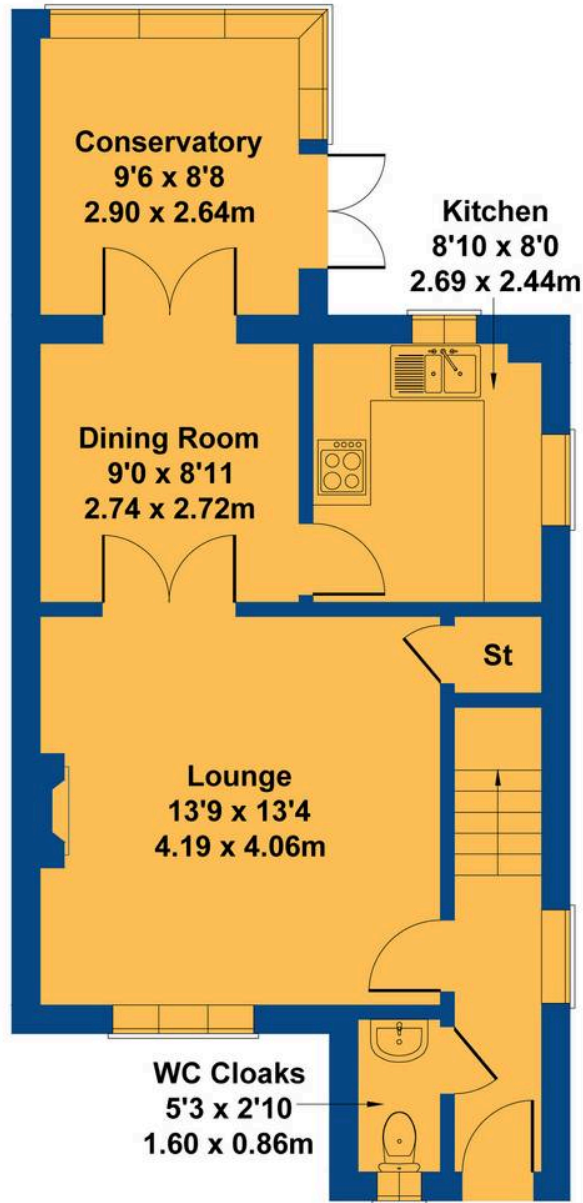 Conservatory
9'6 x 8'8
2.90 x 2.64m
Kitchen
8'10 x 8'0
2.69 x 2.44m
Dining Room
9'0 x 8'11
2.74 x 2.72m
St
Lounge
13'9 x 13'4
4.19 x 4.06m
WC Cloaks
5'3 x 2'10
1.60 x 0.86m